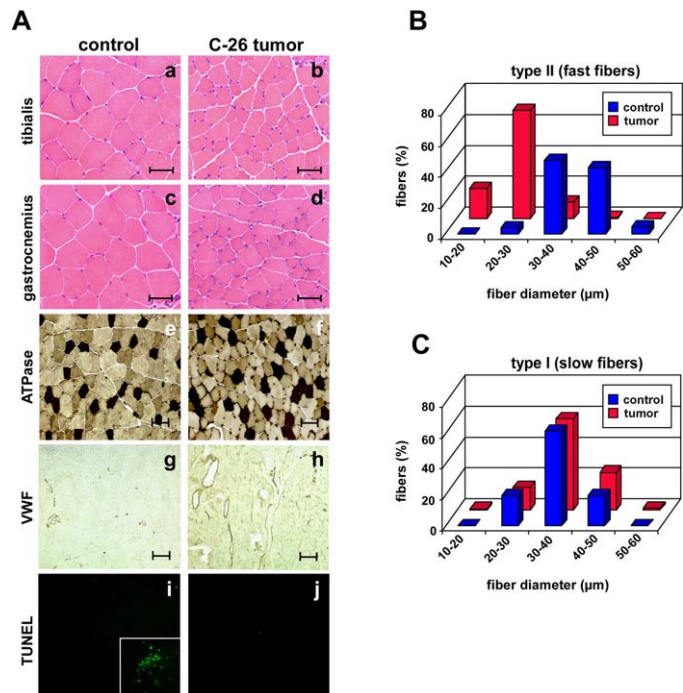 A
control
C-26 tumor
tibialis
a
b
gastrocnemius
c
d
ATPase
e
f
VWF
g
h
TUNEL
i
j
B
type II (fast fibers)
control
tumor
fibers (%)
80
60
40
20
0
10-20
20-30
30-40
40-50
50-60
fiber diameter (µm)
C
type I (slow fibers)
control
tumor
fibers (%)
80
60
40
20
0
10-20
20-30
30-40
40-50
50-60
fiber diameter (µm)